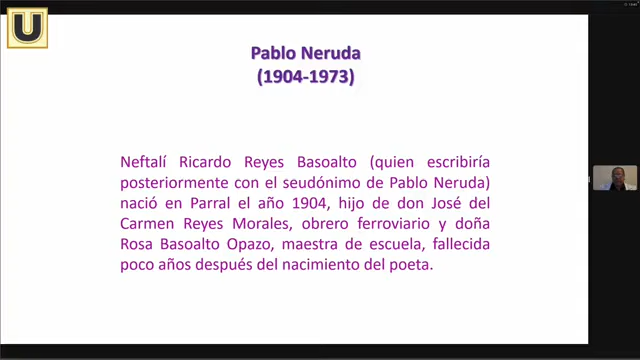 U
Pablo Neruda
(1904-1973)
Neftalí Ricardo Reyes Basoalto (quien escribiría
posteriormente con el seudónimo de Pablo Neruda)
nació en Parral el año 1904, hijo de don José del
Carmen Reyes Morales, obrero ferroviario y doña
Rosa Basoalto Opazo, maestra de escuela, fallecida
poco años después del nacimiento del poeta.